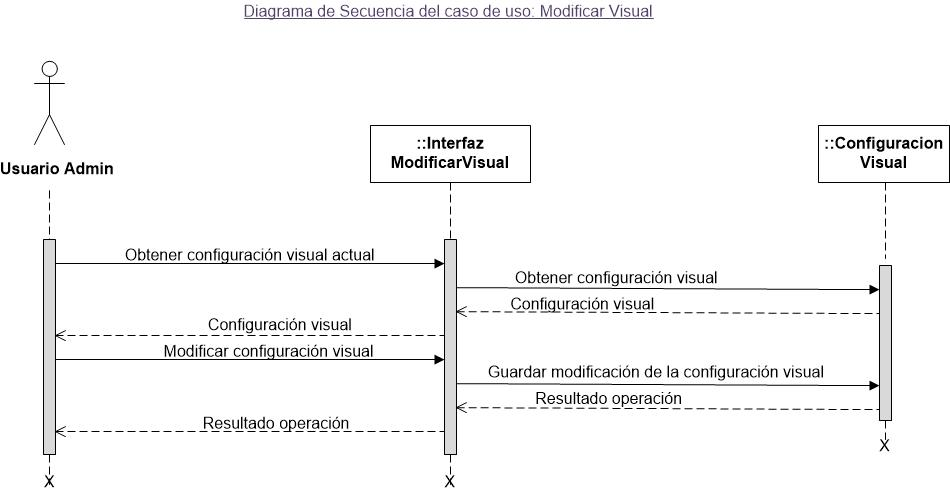 Diagrama de Secuencia del caso de uso: Modificar Visual
Usuario Admin
::Interfaz
ModificarVisual
::Configuracion
Visual
Obtener configuración visual actual
Obtener configuración visual
Configuración visual
Configuración visual
Modificar configuración visual
Guardar modificación de la configuración visual
Resultado operación
Resultado operación
X
X
X